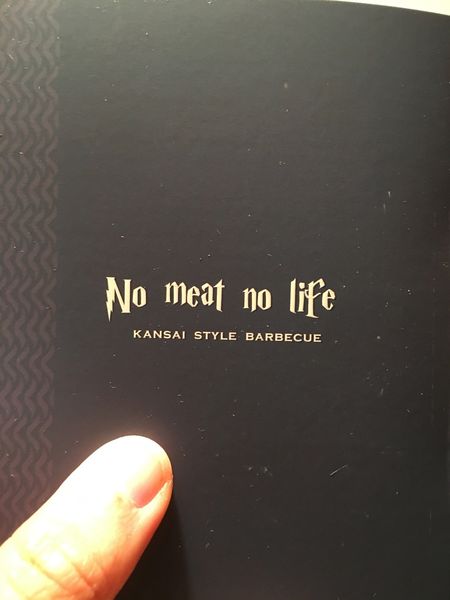 No meat no life
KANSAI STYLE BARBECUE